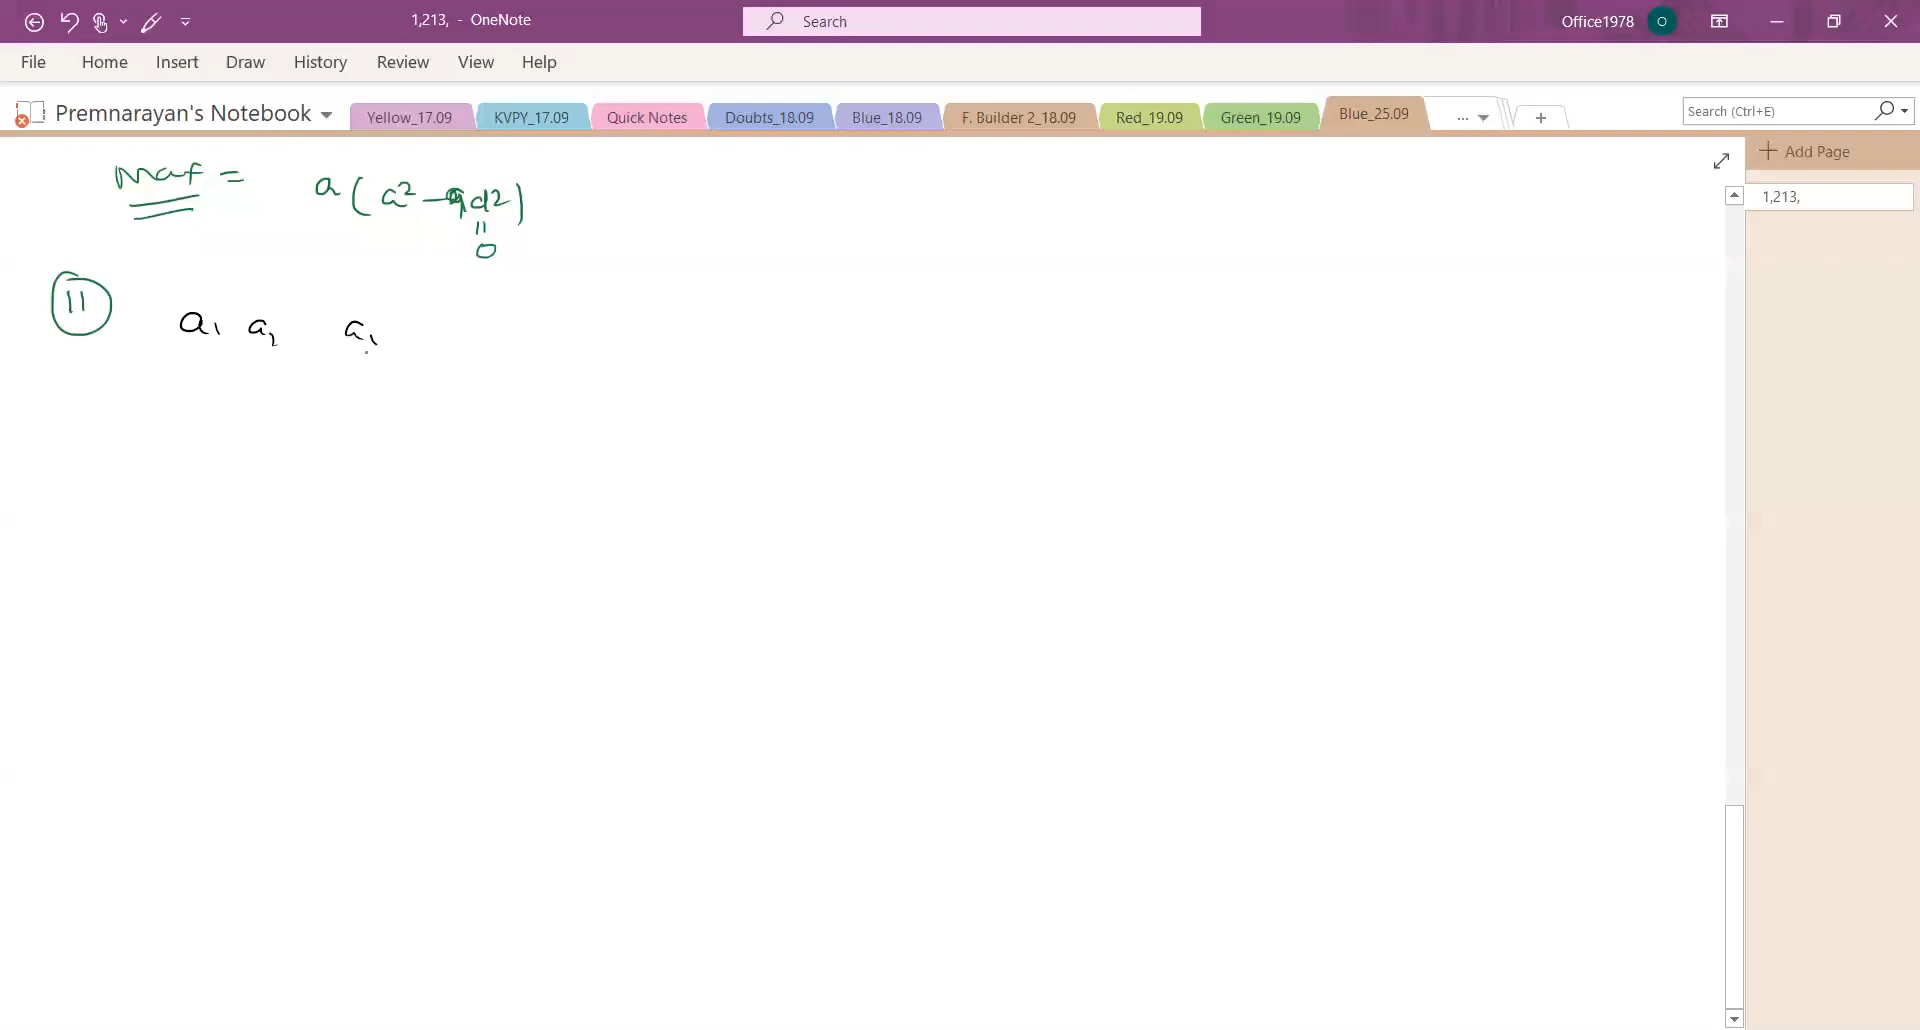 1,213, - OneNote
Search
Office1978
O
File Home Insert Draw History Review View Help
Premnarayan's Notebook
Yellow_17.09
KVPY_17.09
Quick Notes
Doubts_18.09
Blue_18.09
F. Builder 2_18.09
Red_19.09
Green_19.09
Blue_25.09
...
+
Search (Ctrl+E)
Add Page
1,213,
=
a(a² - 9d²)
11
0
11
a₁ a₂ a₁